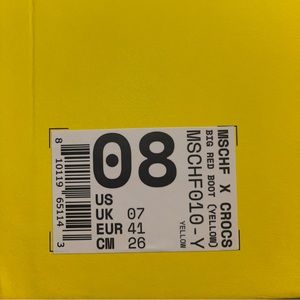 08
US
UK 07
EUR 41
CM 26
MSCHF X CROCS
BIG RED BOOT (YELLOW)
MSCHF010-Y
YELLOW
8 10119 65114 3